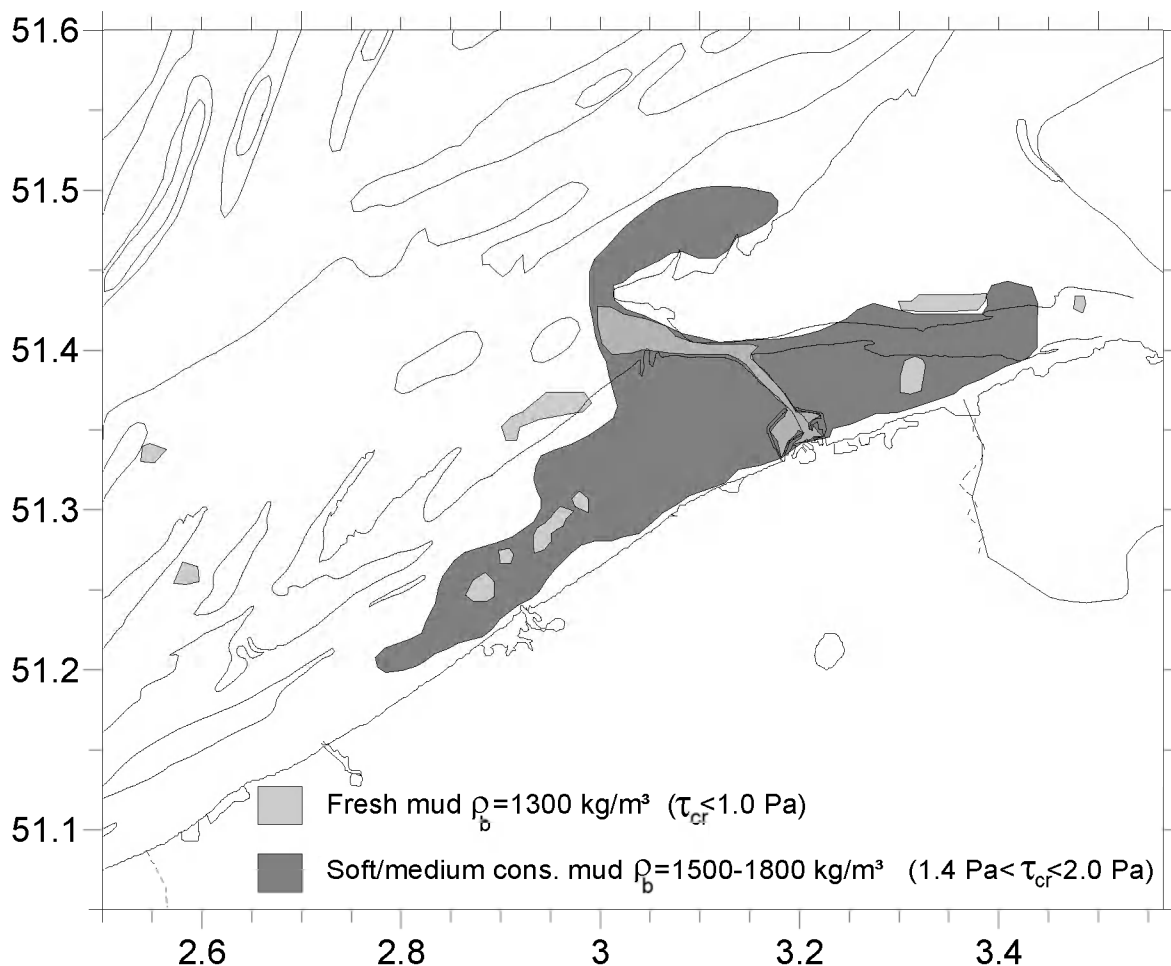 51.6
51.5
51.4
51.3
51.2
51.1
Fresh mud ρb=1300 kg/m³ (τcr<1.0 Pa)
Soft/medium cons. mud ρb=1500-1800 kg/m³ (1.4 Pa< τcr<2.0 Pa)
2.6 2.8 3 3.2 3.4